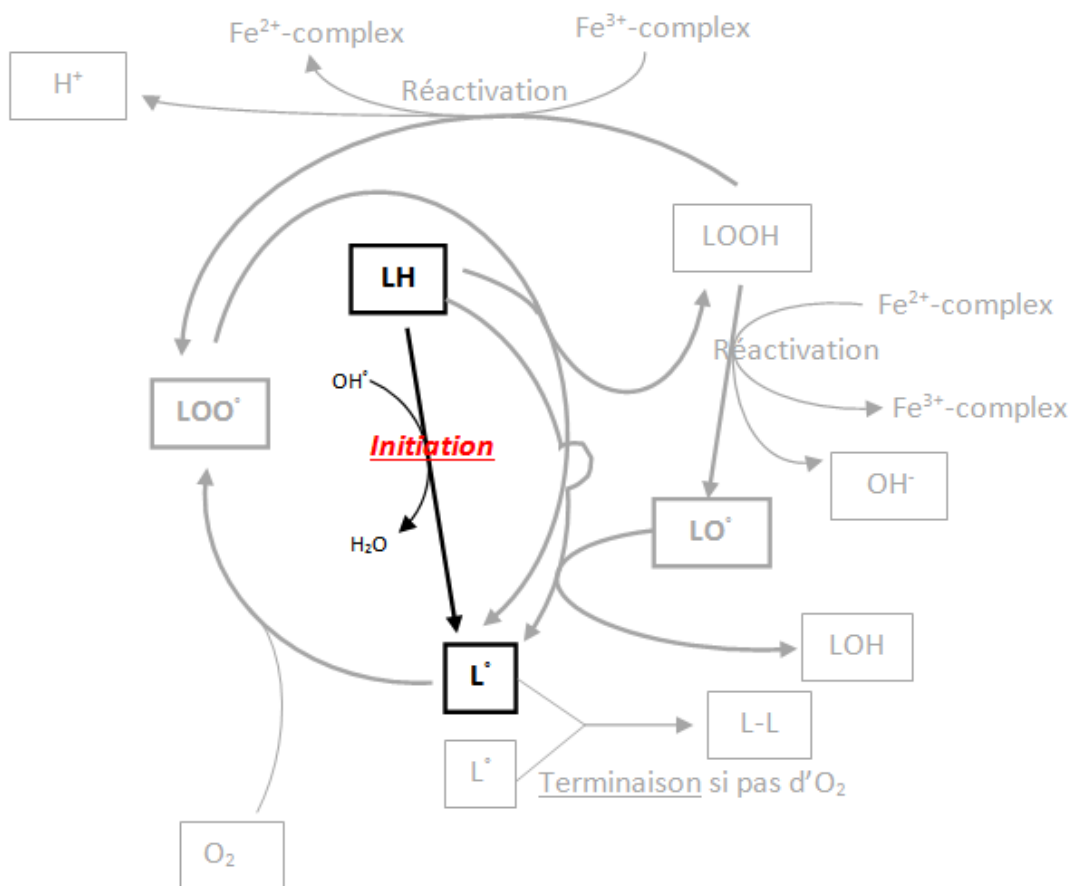 Fe²⁺-complex
Fe³⁺-complex
H⁺
Réactivation
LOOH
LH
Fe²⁺-complex
Réactivation
OH°
LOO°
Fe³⁺-complex
Initiation
OH⁻
LO°
H₂O
LOH
L°
L-L
L°
Terminaison si pas d’O₂
O₂